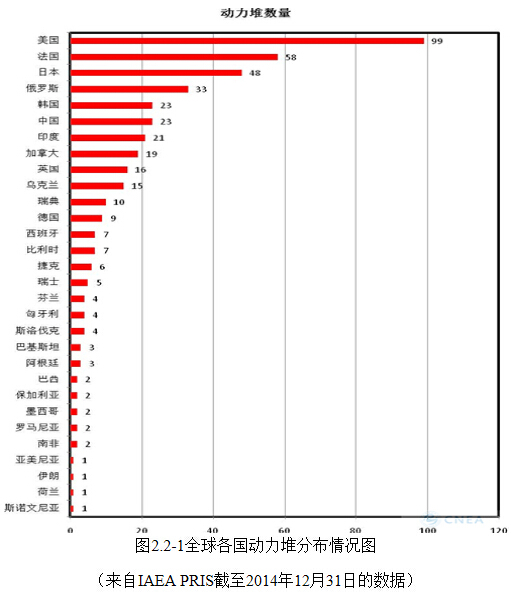 动力堆数量
美国 99
法国 58
日本 48
俄罗斯 33
韩国 23
中国 23
印度 21
加拿大 19
英国 16
乌克兰 15
瑞典 10
德国 9
西班牙 7
比利时 7
捷克 6
瑞士 5
芬兰 4
匈牙利 4
斯洛伐克 4
巴基斯坦 3
阿根廷 3
巴西 2
保加利亚 2
墨西哥 2
罗马尼亚 2
南非 2
亚美尼亚 1
伊朗 1
荷兰 1
斯诺文尼亚 1
CNEA
0 20 40 60 80 100 120
图2.2-1全球各国动力堆分布情况图
（来自IAEA PRIS截至2014年12月31日的数据）